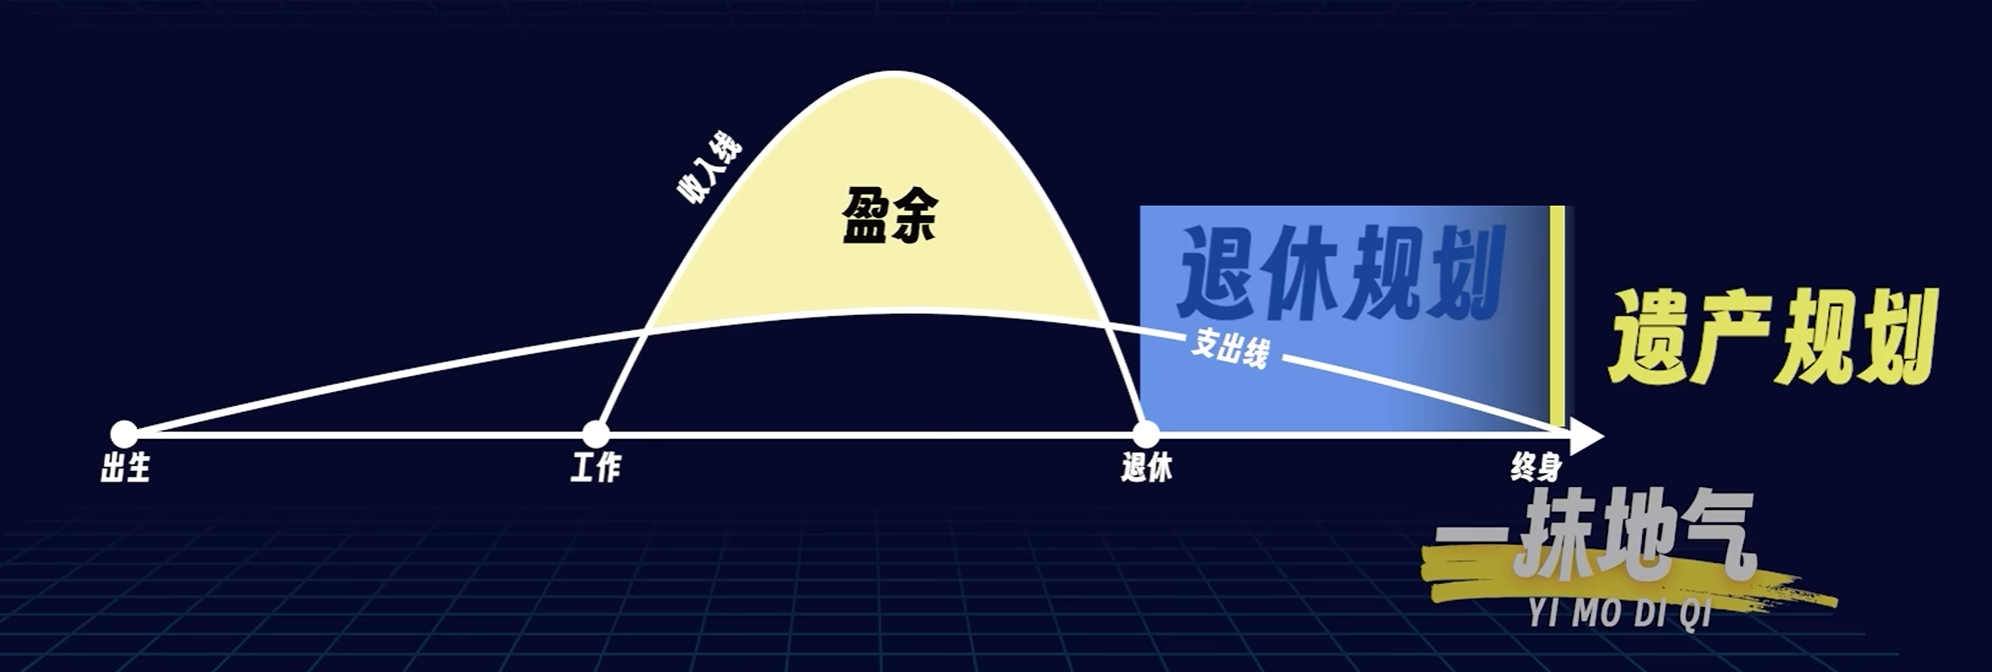 收入线
盈余
退休规划
支出线
遗产规划
出生
工作
退休
终身
一抹地气
YI MO DI QI